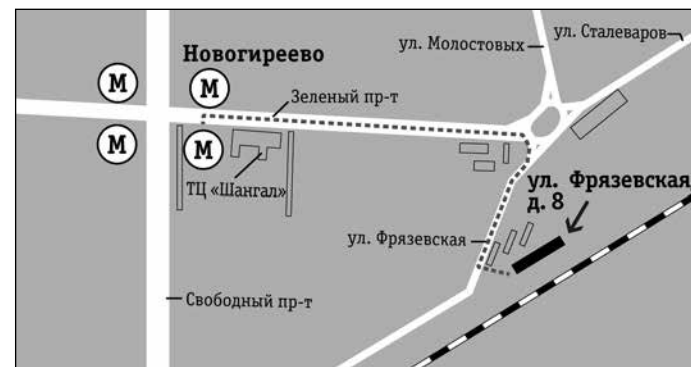 ул. Молостовых
ул. Сталеваров
Новогиреево
М
М
Зеленый пр-т
М
М
ТЦ «Шангал»
ул. Фрязевская
д. 8
ул. Фрязевская
Свободный пр-т